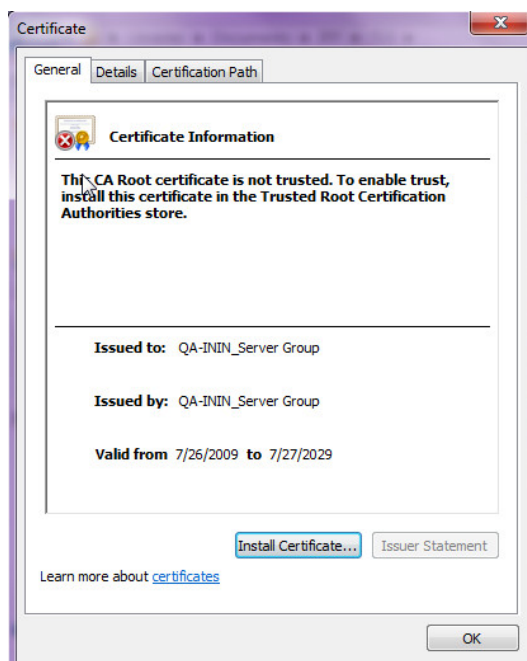 Certificate
General Details Certification Path
Certificate Information
This CA Root certificate is not trusted. To enable trust,
install this certificate in the Trusted Root Certification
Authorities store.
Issued to: QA-ININ_Server Group
Issued by: QA-ININ_Server Group
Valid from 7/26/2009 to 7/27/2029
Install Certificate... Issuer Statement
Learn more about certificates
OK